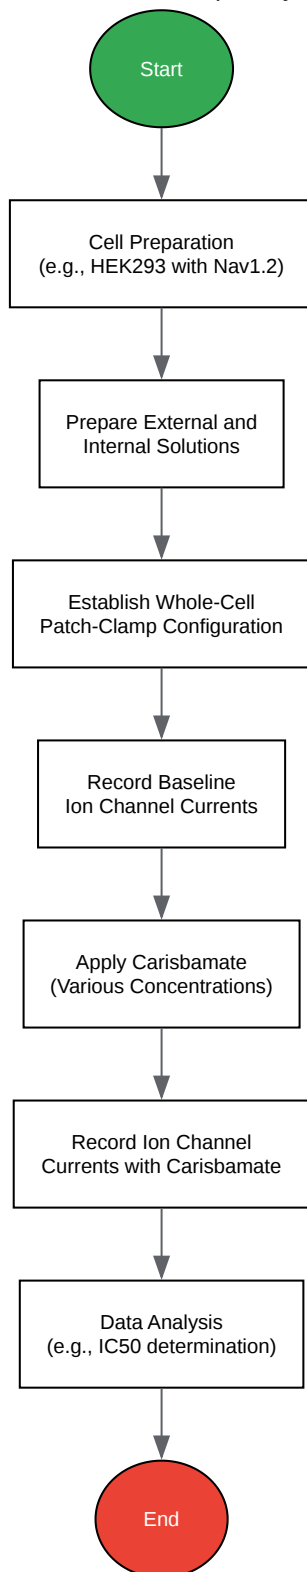 Start
Cell Preparation
(e.g., HEK293 with Nav1.2)
Prepare External and
Internal Solutions
Establish Whole-Cell
Patch-Clamp Configuration
Record Baseline
Ion Channel Currents
Apply Carisbamate
(Various Concentrations)
Record Ion Channel
Currents with Carisbamate
Data Analysis
(e.g., IC50 determination)
End